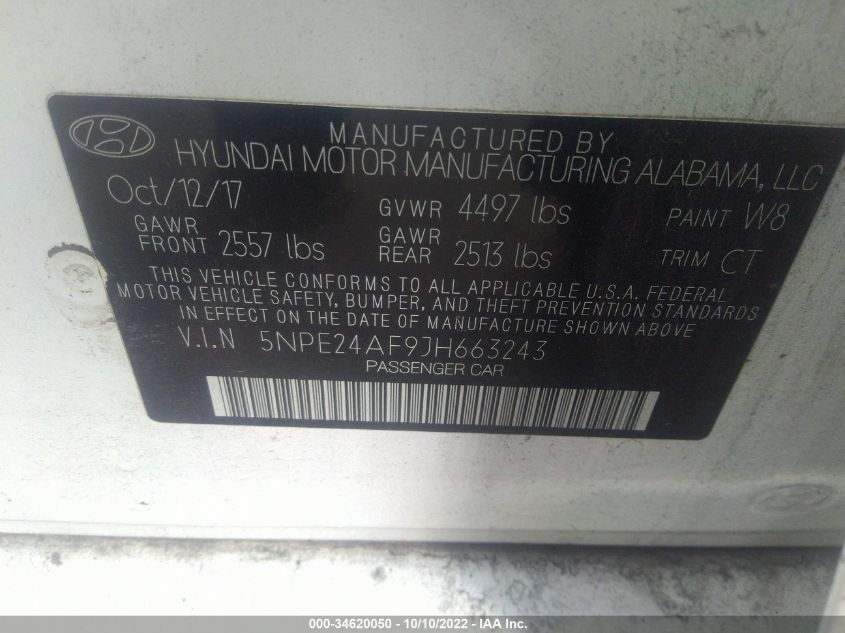 MANUFACTURED BY
HYUNDAI MOTOR MANUFACTURING ALABAMA, LLC
Oct/12/17 GVWR 4497 lbs PAINT W8
GAWR FRONT 2557 lbs GAWR REAR 2513 lbs TRIM CT
THIS VEHICLE CONFORMS TO ALL APPLICABLE U.S.A. FEDERAL
MOTOR VEHICLE SAFETY, BUMPER, AND THEFT PREVENTION STANDARDS
IN EFFECT ON THE DATE OF MANUFACTURE SHOWN ABOVE
V.I.N 5NPE24AF9JH663243
PASSENGER CAR
000-34620050 - 10/10/2022 - IAA Inc.